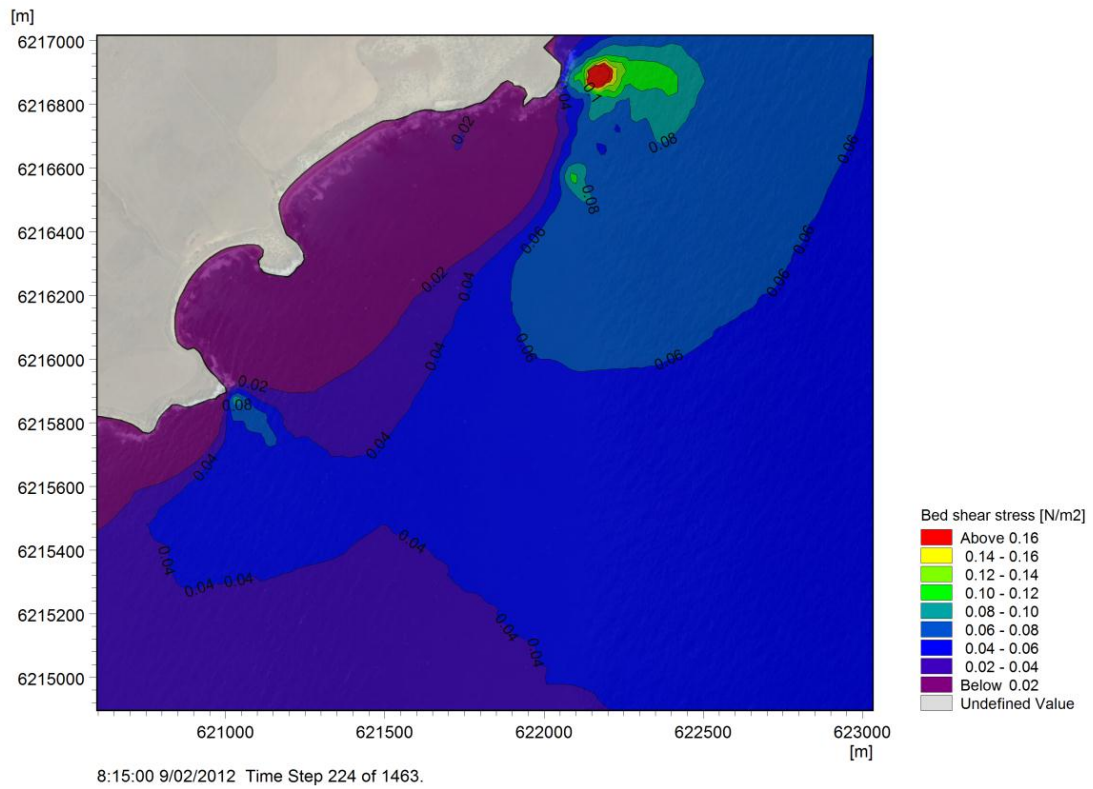 [m]
6217000
6216800
6216600
6216400
6216200
6216000
6215800
6215600
6215400
6215200
6215000
621000
621500
622000
622500
623000
[m]
0.04
0.1
0.08
0.02
0.06
0.08
0.06
0.06
0.06
0.02
0.04
0.06
0.06
0.04
0.02
0.08
0.04
0.04
0.04
0.04
0.04
0.04
0.04
0.04
Bed shear stress [N/m2]
Above 0.16
0.14 - 0.16
0.12 - 0.14
0.10 - 0.12
0.08 - 0.10
0.06 - 0.08
0.04 - 0.06
0.02 - 0.04
Below 0.02
Undefined Value
8:15:00 9/02/2012 Time Step 224 of 1463.